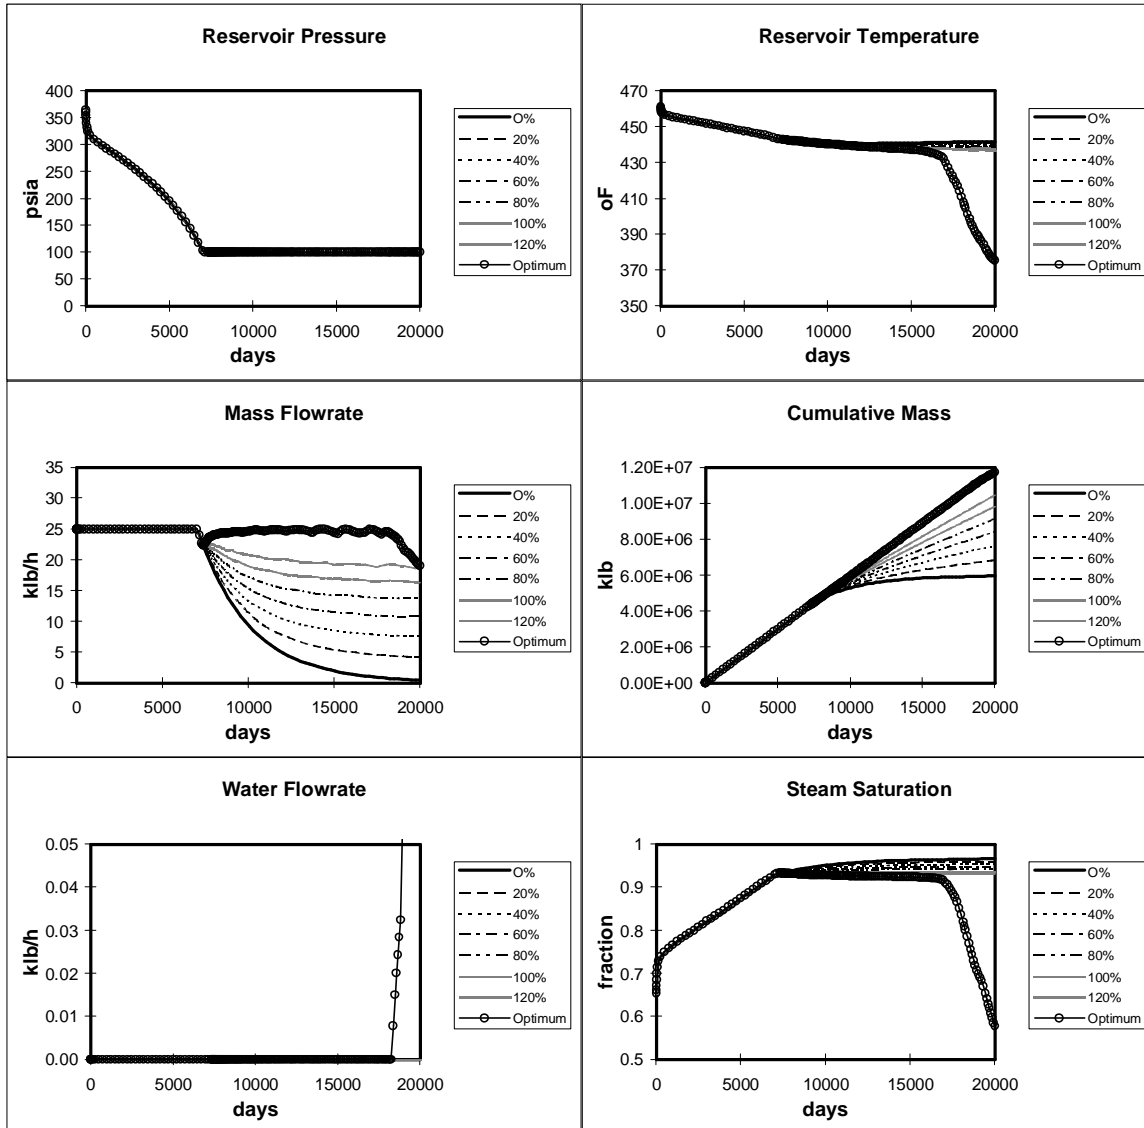 Reservoir Pressure
400
350
300
250
200
150
100
50
0
psia
0 5000 10000 15000 20000
days
O%
20%
40%
60%
80%
100%
120%
Optimum
Reservoir Temperature
470
450
430
410
390
370
350
oF
0 5000 10000 15000 20000
days
O%
20%
40%
60%
80%
100%
120%
Optimum
Mass Flowrate
35
30
25
20
15
10
5
0
klb/h
0 5000 10000 15000 20000
days
O%
20%
40%
60%
80%
100%
120%
Optimum
Cumulative Mass
1.20E+07
1.00E+07
8.00E+06
6.00E+06
4.00E+06
2.00E+06
0.00E+00
klb
0 5000 10000 15000 20000
days
O%
20%
40%
60%
80%
100%
120%
Optimum
Water Flowrate
0.05
0.04
0.03
0.02
0.01
0.00
klb/h
0 5000 10000 15000 20000
days
O%
20%
40%
60%
80%
100%
120%
Optimum
Steam Saturation
1
0.9
0.8
0.7
0.6
0.5
fraction
0 5000 10000 15000 20000
days
O%
20%
40%
60%
80%
100%
120%
Optimum